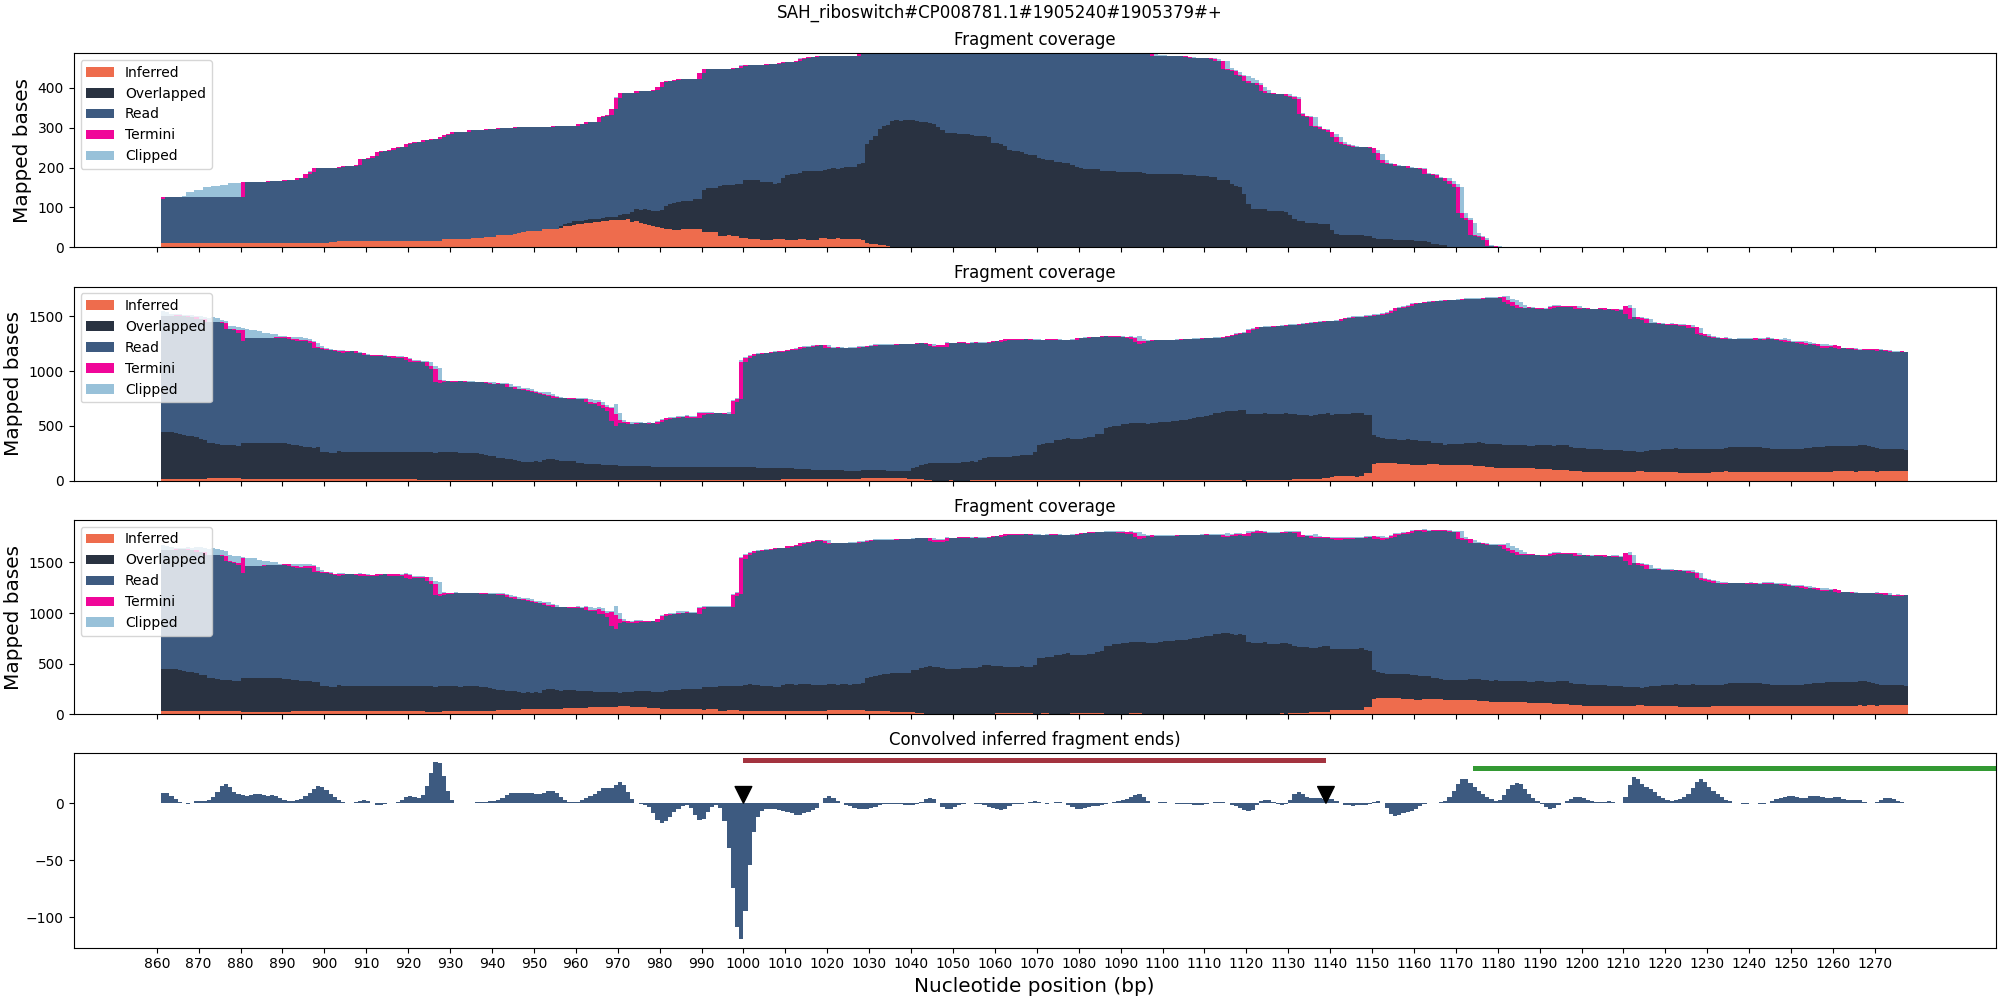 SAH_riboswitch#CP008781.1#1905240#1905379#+
Fragment coverage
Mapped bases
400
300
200
100
0
Inferred
Overlapped
Read
Termini
Clipped
Fragment coverage
Mapped bases
1500
1000
500
0
Inferred
Overlapped
Read
Termini
Clipped
Fragment coverage
Mapped bases
1500
1000
500
0
Inferred
Overlapped
Read
Termini
Clipped
Convolved inferred fragment ends)
0
−50
−100
860 870 880 890 900 910 920 930 940 950 960 970 980 990 1000 1010 1020 1030 1040 1050 1060 1070 1080 1090 1100 1110 1120 1130 1140 1150 1160 1170 1180 1190 1200 1210 1220 1230 1240 1250 1260 1270
Nucleotide position (bp)